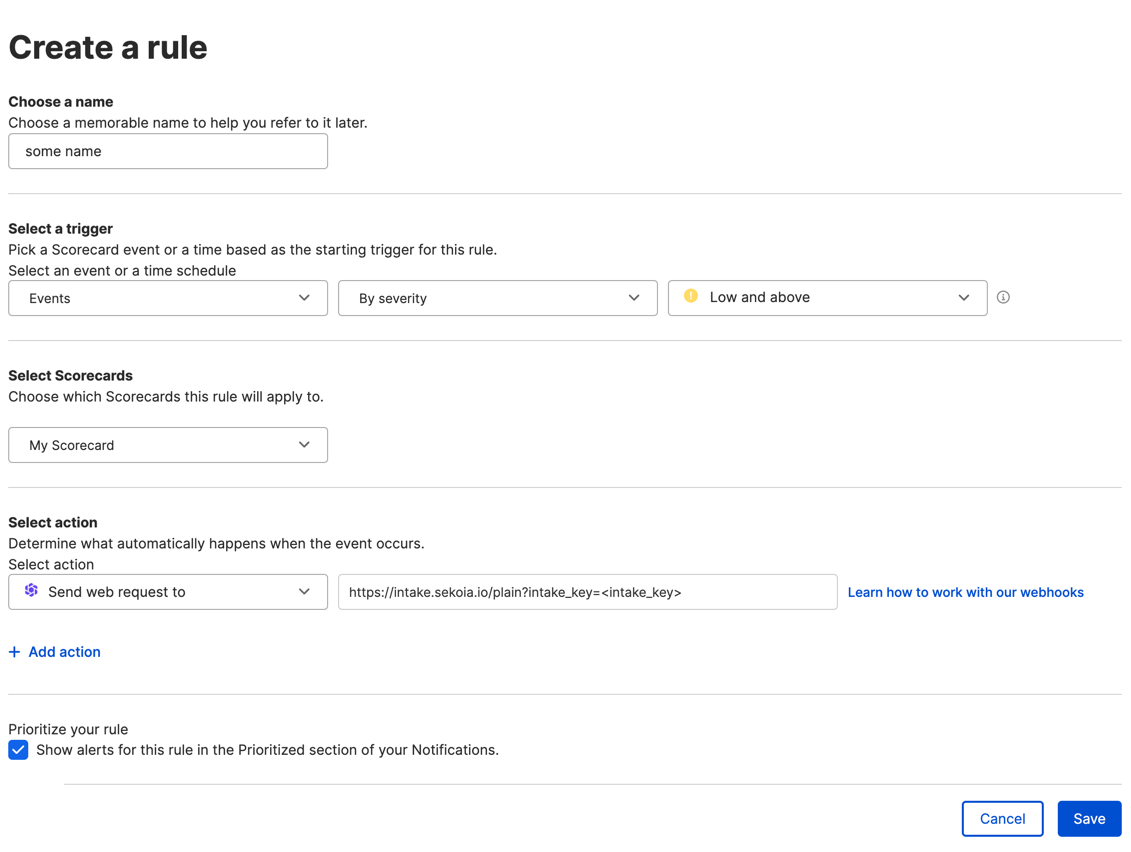 Create a rule
Choose a name
Choose a memorable name to help you refer to it later.
some name
Select a trigger
Pick a Scorecard event or a time based as the starting trigger for this rule.
Select an event or a time schedule
Events By severity Low and above
Select Scorecards
Choose which Scorecards this rule will apply to.
My Scorecard
Select action
Determine what automatically happens when the event occurs.
Select action
Send web request to https://intake.sekoia.io/plain?intake_key=<intake_key> Learn how to work with our webhooks
+ Add action
Prioritize your rule
Show alerts for this rule in the Prioritized section of your Notifications.
Cancel Save